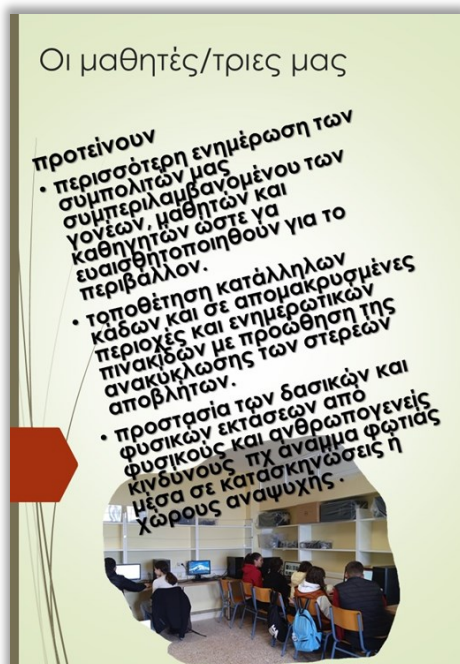 Οι μαθητές/τριες μας
προτείνουν
• περισσότερη ενημέρωση των
συμπολιτών μας
συμπεριλαμβανομένου των
γονέων, μαθητών και
καθηγητών ώστε να
ευαισθητοποιηθούν για το
περιβάλλον.
• τοποθέτηση κατάλληλων
κάδων και σε απομακρυσμένες
περιοχές και ενημερωτικών
πινακίδων με προώθηση της
ανακύκλωσης των στερεών
αποβλήτων.
• προστασία των δασικών και
φυσικών εκτάσεων από
φυσικούς και ανθρωπογενείς
κινδύνους πχ άναμμα φωτιάς
μέσα σε κατασκηνώσεις ή
χώρους αναψυχής .